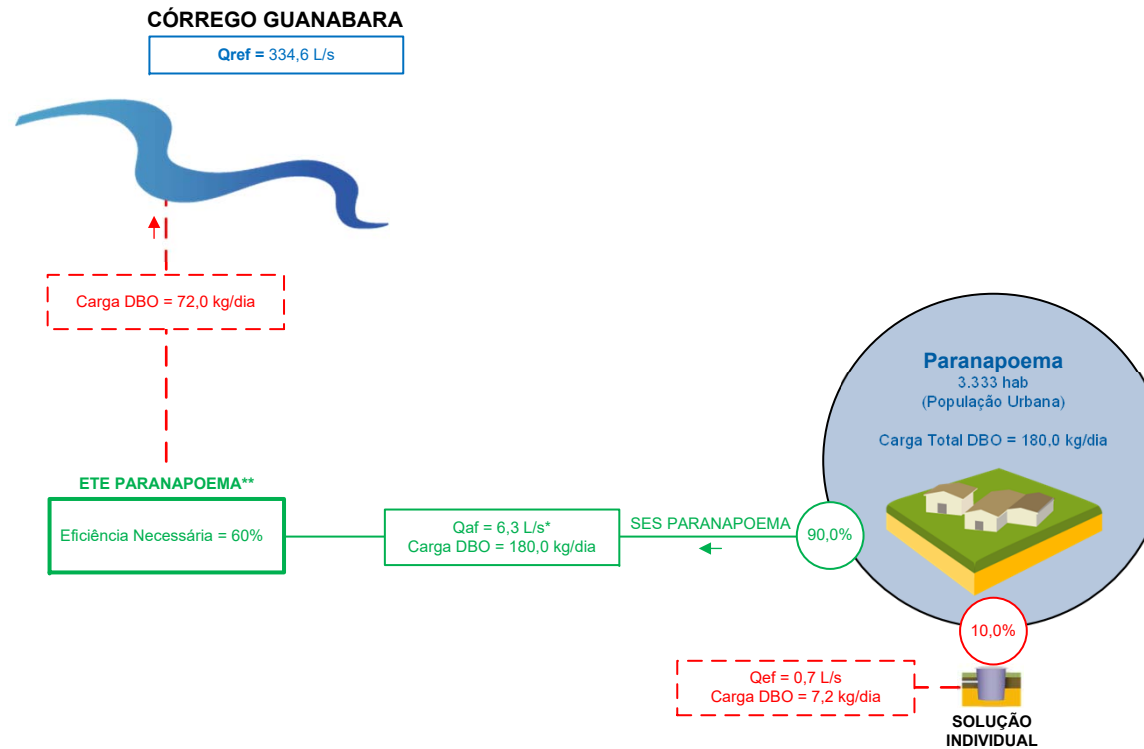 CÓRREGO GUANABARA
Qref = 334,6 L/s
Carga DBO = 72,0 kg/dia
Paranapoema
3.333 hab
(População Urbana)
Carga Total DBO = 180,0 kg/dia
ETE PARANAPOEMA**
Eficiência Necessária = 60%
Qaf = 6,3 L/s*
Carga DBO = 180,0 kg/dia
SES PARANAPOEMA
90,0%
10,0%
Qef = 0,7 L/s
Carga DBO = 7,2 kg/dia
SOLUÇÃO
INDIVIDUAL